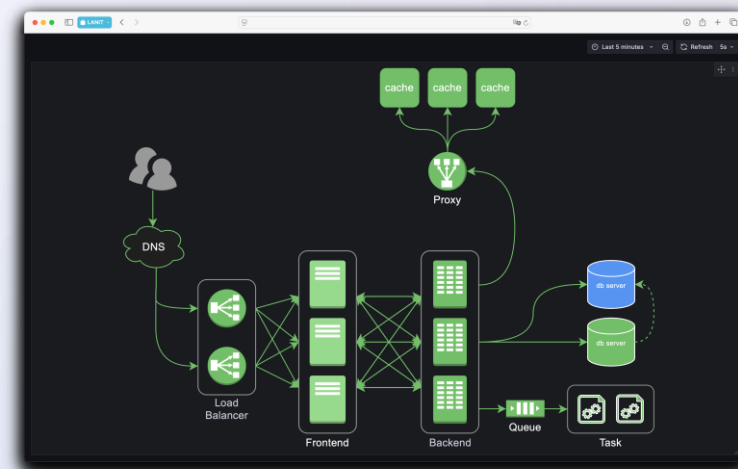 LANIT
Last 5 minutes
Refresh
5s
cache
cache
cache
Proxy
DNS
db server
db server
Load
Balancer
Frontend
Backend
Queue
Task